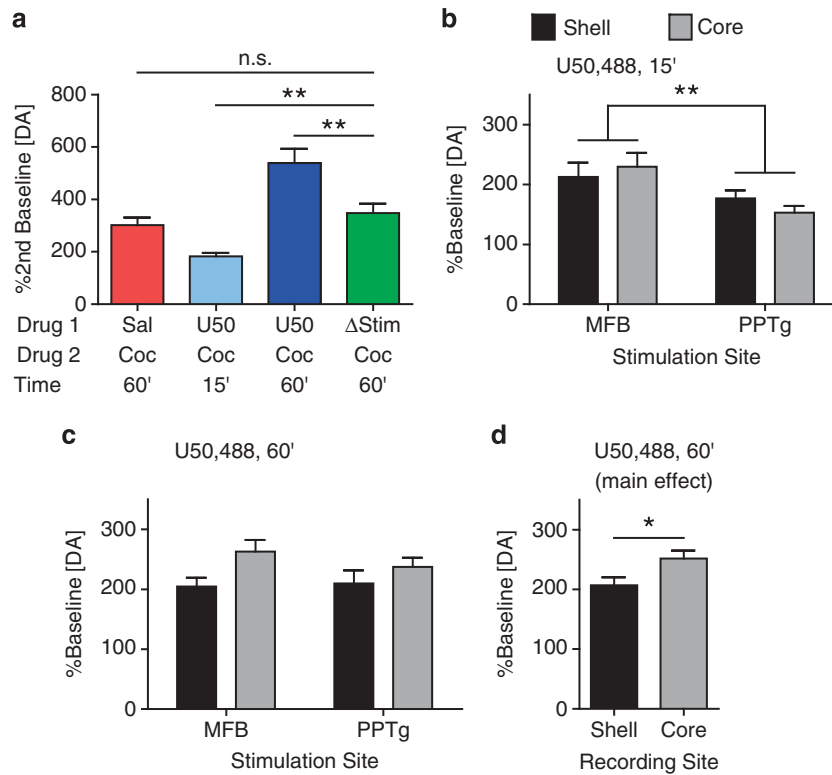 a
n.s.
**
**
%2nd Baseline [DA]
800
600
400
200
0
Drug 1 Sal U50 U50 ΔStim
Drug 2 Coc Coc Coc Coc
Time 60' 15' 60' 60'
b
Shell Core
U50,488, 15'
**
%Baseline [DA]
300
200
100
0
MFB PPTg
Stimulation Site
c
U50,488, 60'
%Baseline [DA]
300
200
100
0
MFB PPTg
Stimulation Site
d
U50,488, 60'
(main effect)
*
%Baseline [DA]
300
200
100
0
Shell Core
Recording Site